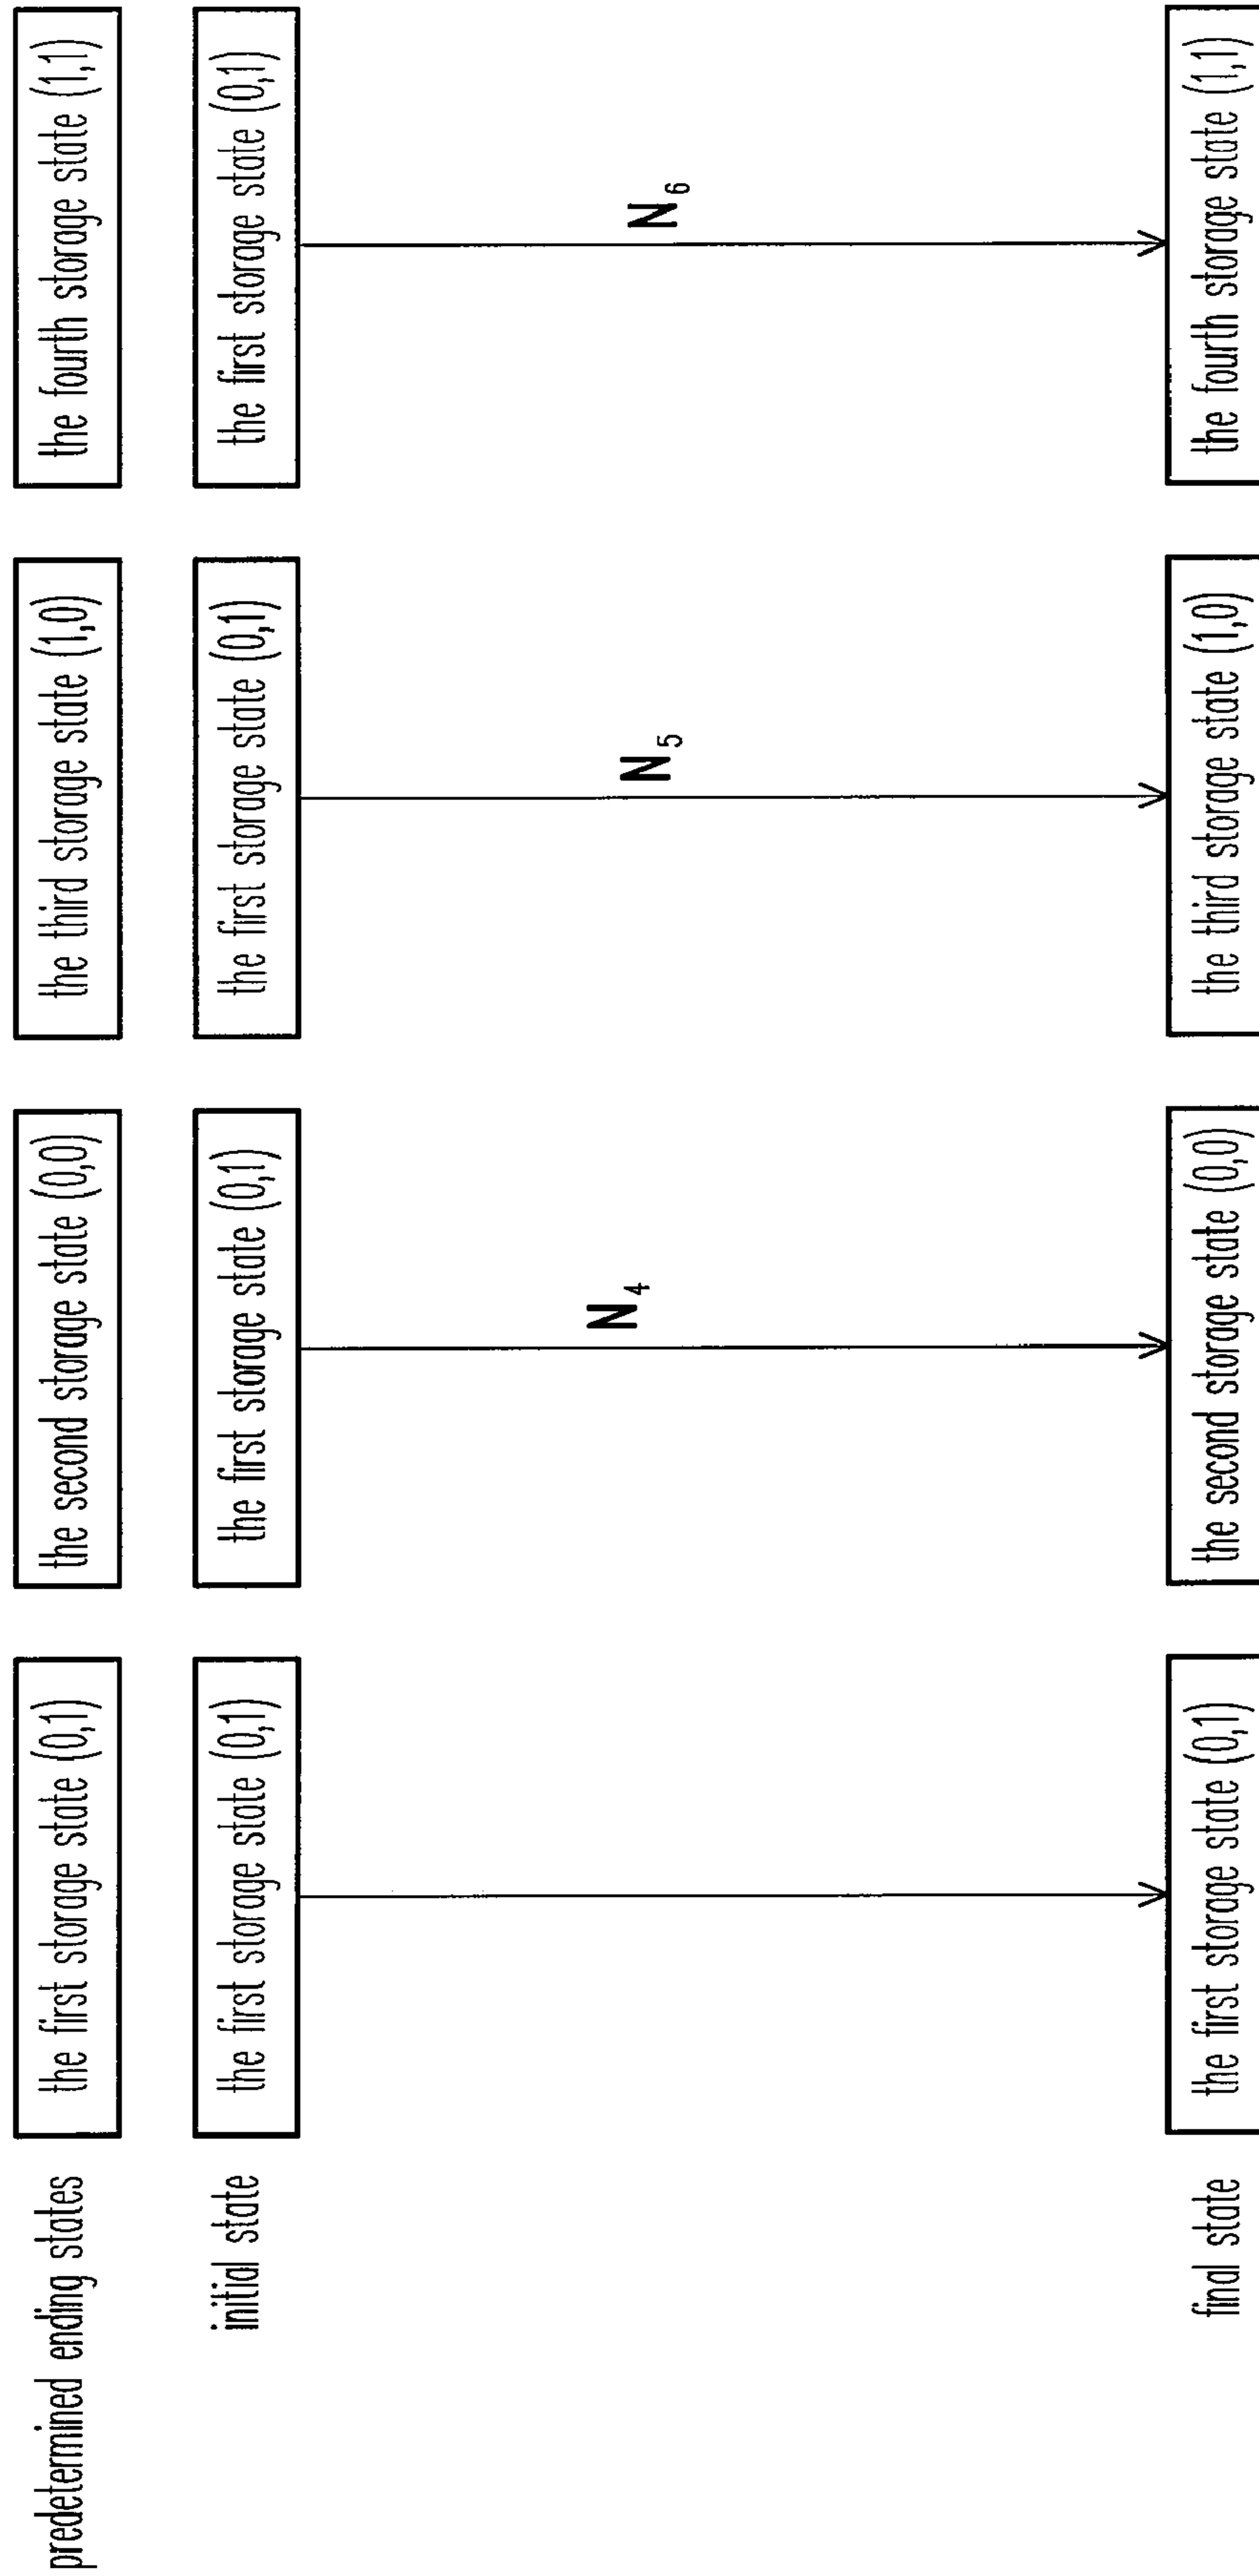 predetermined ending states
the first storage state (0,1)
the second storage state (0,0)
the third storage state (1,0)
the fourth storage state (1,1)
initial state
the first storage state (0,1)
the first storage state (0,1)
the first storage state (0,1)
the first storage state (0,1)
N4
N5
N6
final state
the first storage state (0,1)
the second storage state (0,0)
the third storage state (1,0)
the fourth storage state (1,1)